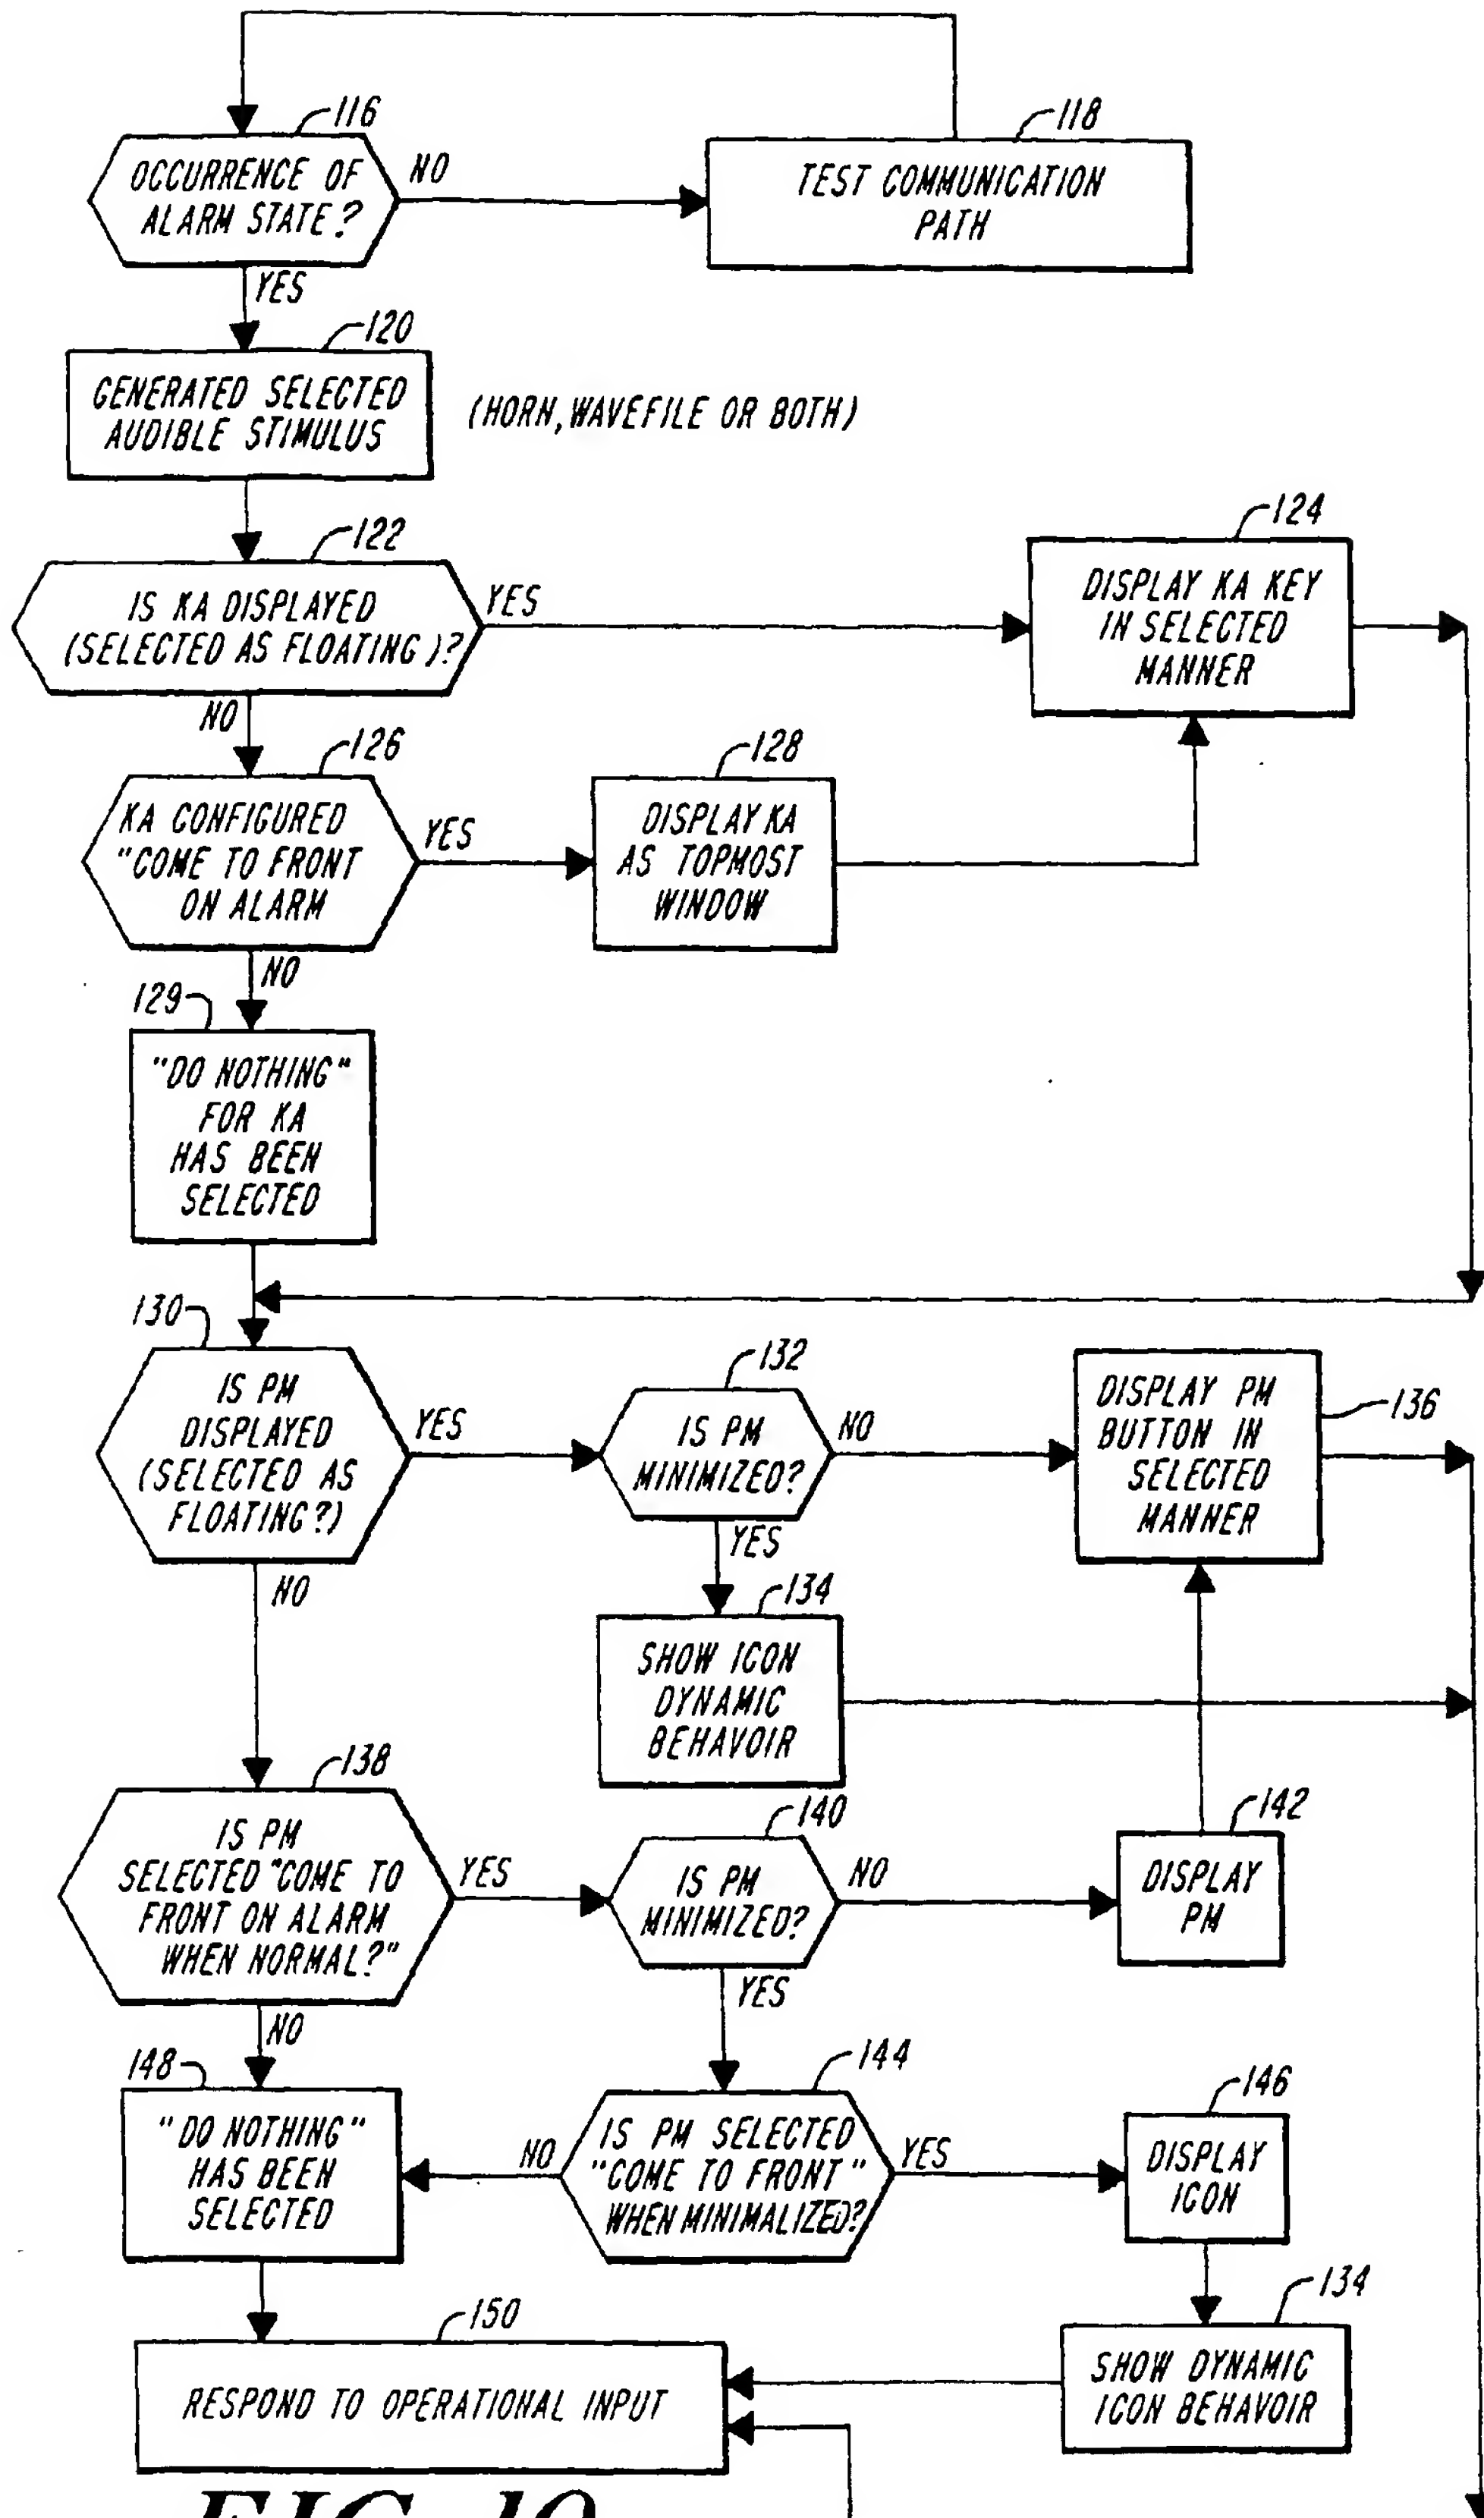 116
118
OCCURRENCE OF
ALARM STATE?
NO
TEST COMMUNICATION
PATH
YES
120
GENERATED SELECTED
AUDIBLE STIMULUS
(HORN, WAVEFILE OR BOTH)
122
124
IS KA DISPLAYED
(SELECTED AS FLOATING)?
YES
DISPLAY KA KEY
IN SELECTED
MANNER
NO
126
128
KA CONFIGURED
"COME TO FRONT
ON ALARM
YES
DISPLAY KA
AS TOPMOST
WINDOW
NO
129
"DO NOTHING"
FOR KA
HAS BEEN
SELECTED
130
132
136
IS PM
DISPLAYED
(SELECTED AS
FLOATING?)
YES
IS PM
MINIMIZED?
NO
DISPLAY PM
BUTTON IN
SELECTED
MANNER
NO
YES
134
SHOW ICON
DYNAMIC
BEHAVOIR
138
140
142
IS PM
SELECTED "COME TO
FRONT ON ALARM
WHEN NORMAL?"
YES
IS PM
MINIMIZED?
NO
DISPLAY
PM
NO
YES
148
144
146
"DO NOTHING"
HAS BEEN
SELECTED
NO
IS PM SELECTED
"COME TO FRONT"
WHEN MINIMALIZED?
YES
DISPLAY
ICON
150
134
RESPOND TO OPERATIONAL INPUT
SHOW DYNAMIC
ICON BEHAVOIR